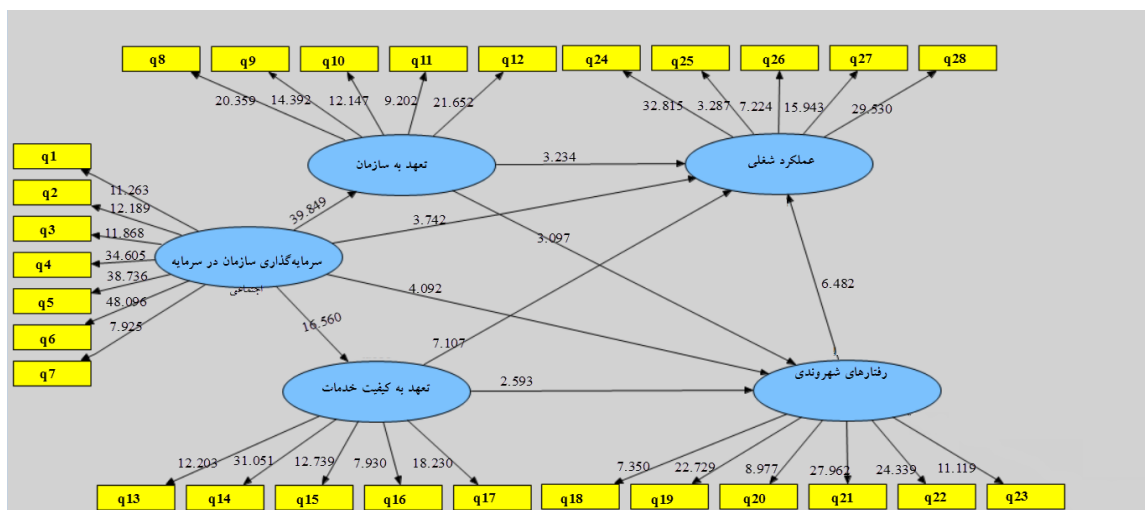 q8 q9 q10 q11 q12 q24 q25 q26 q27 q28
20.359 14.392 12.147 9.202 21.652 32.815 3.287 7.224 15.943 29.530
تعهد به سازمان
عملکرد شغلی
3.234
q1
11.263
q2
12.189
q3
11.868
q4
34.605
q5
38.736
q6
48.096
q7
7.925
39.849
3.742
3.097
سرمایه‌گذاری سازمان در سرمایه
اجتماعی
4.092
6.482
16.560
7.107
تعهد به کیفیت خدمات
2.593
رفتارهای شهروندی
12.203 31.051 12.739 7.930 18.230 7.350 22.729 8.977 27.962 24.339 11.119
q13 q14 q15 q16 q17 q18 q19 q20 q21 q22 q23